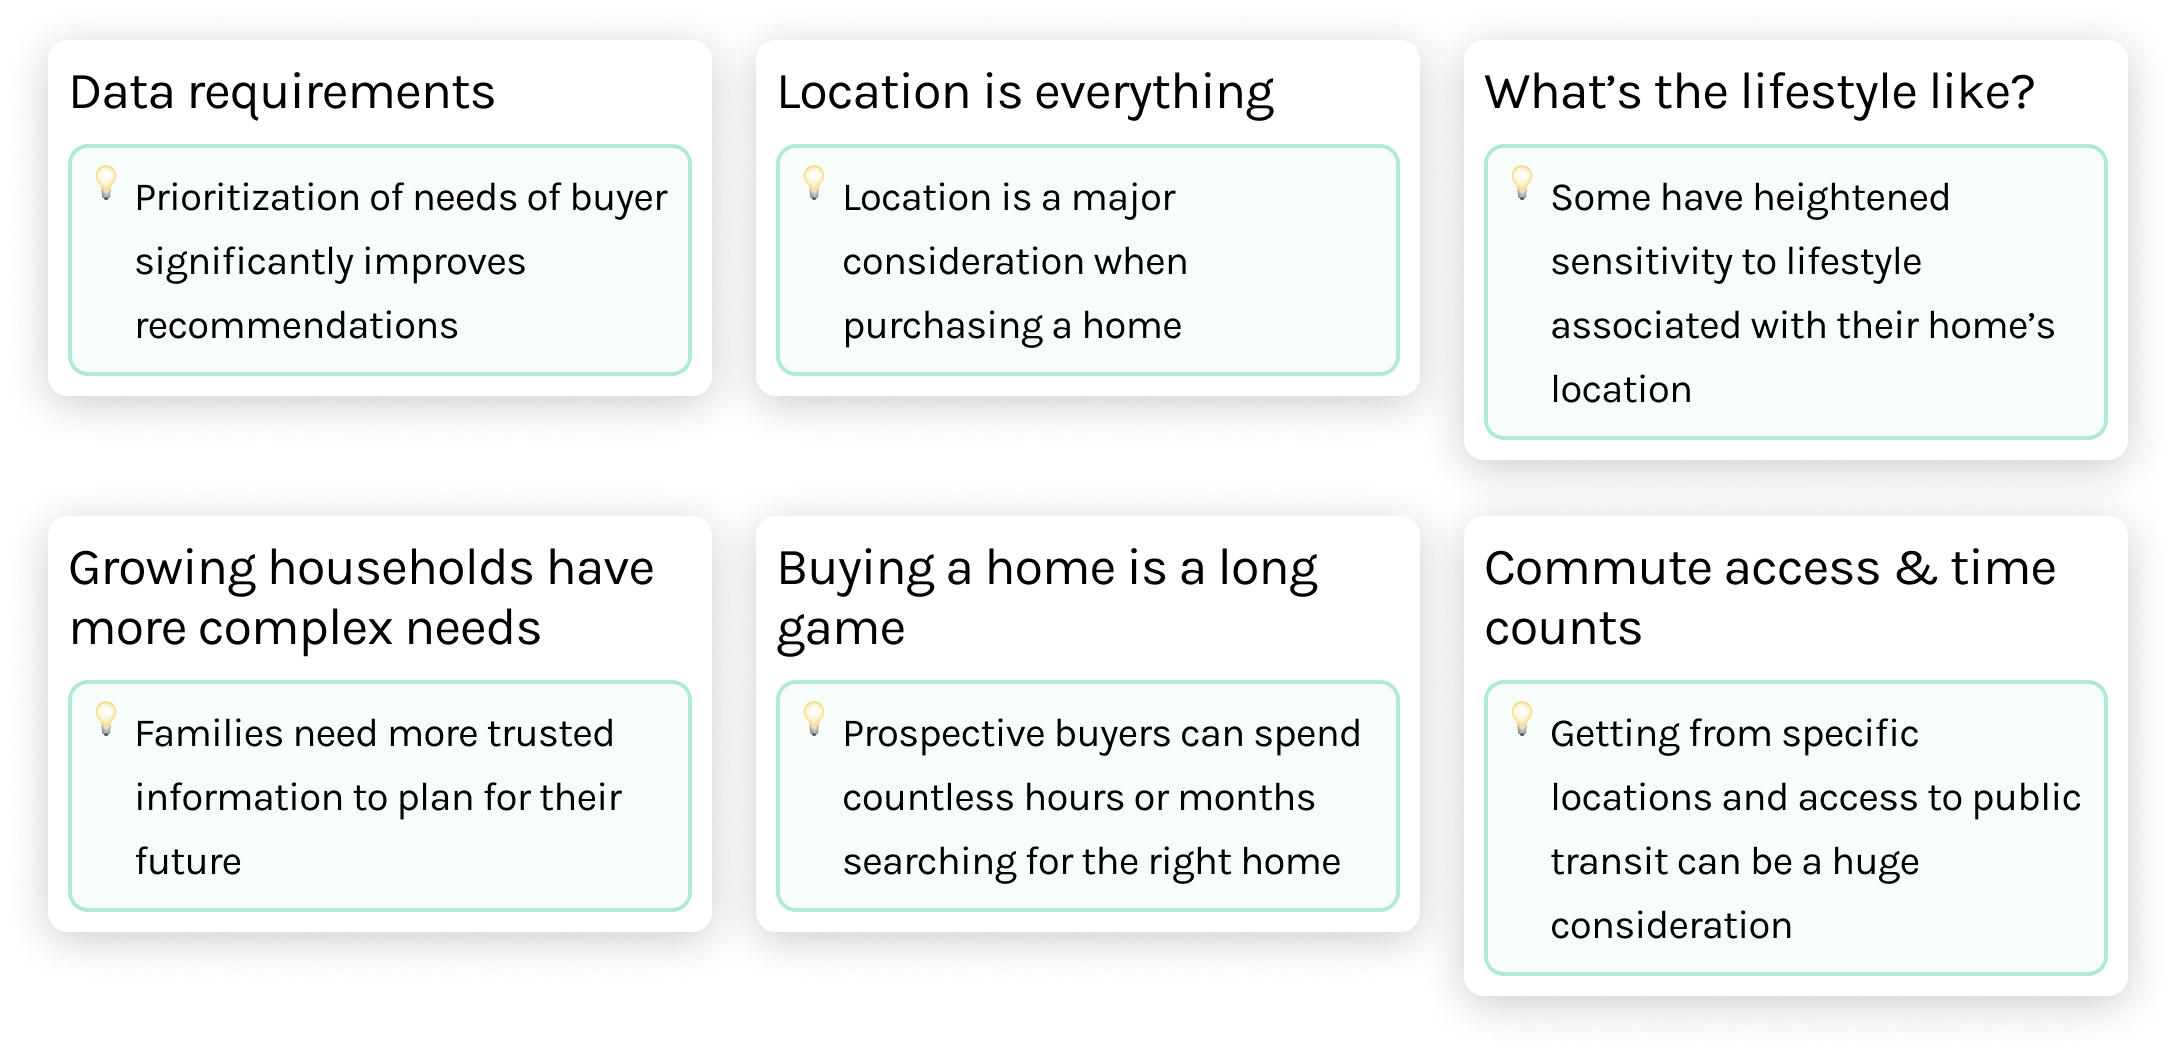 Data requirements
Prioritization of needs of buyer
significantly improves
recommendations
Location is everything
Location is a major
consideration when
purchasing a home
What’s the lifestyle like?
Some have heightened
sensitivity to lifestyle
associated with their home’s
location
Growing households have
more complex needs
Families need more trusted
information to plan for their
future
Buying a home is a long
game
Prospective buyers can spend
countless hours or months
searching for the right home
Commute access & time
counts
Getting from specific
locations and access to public
transit can be a huge
consideration